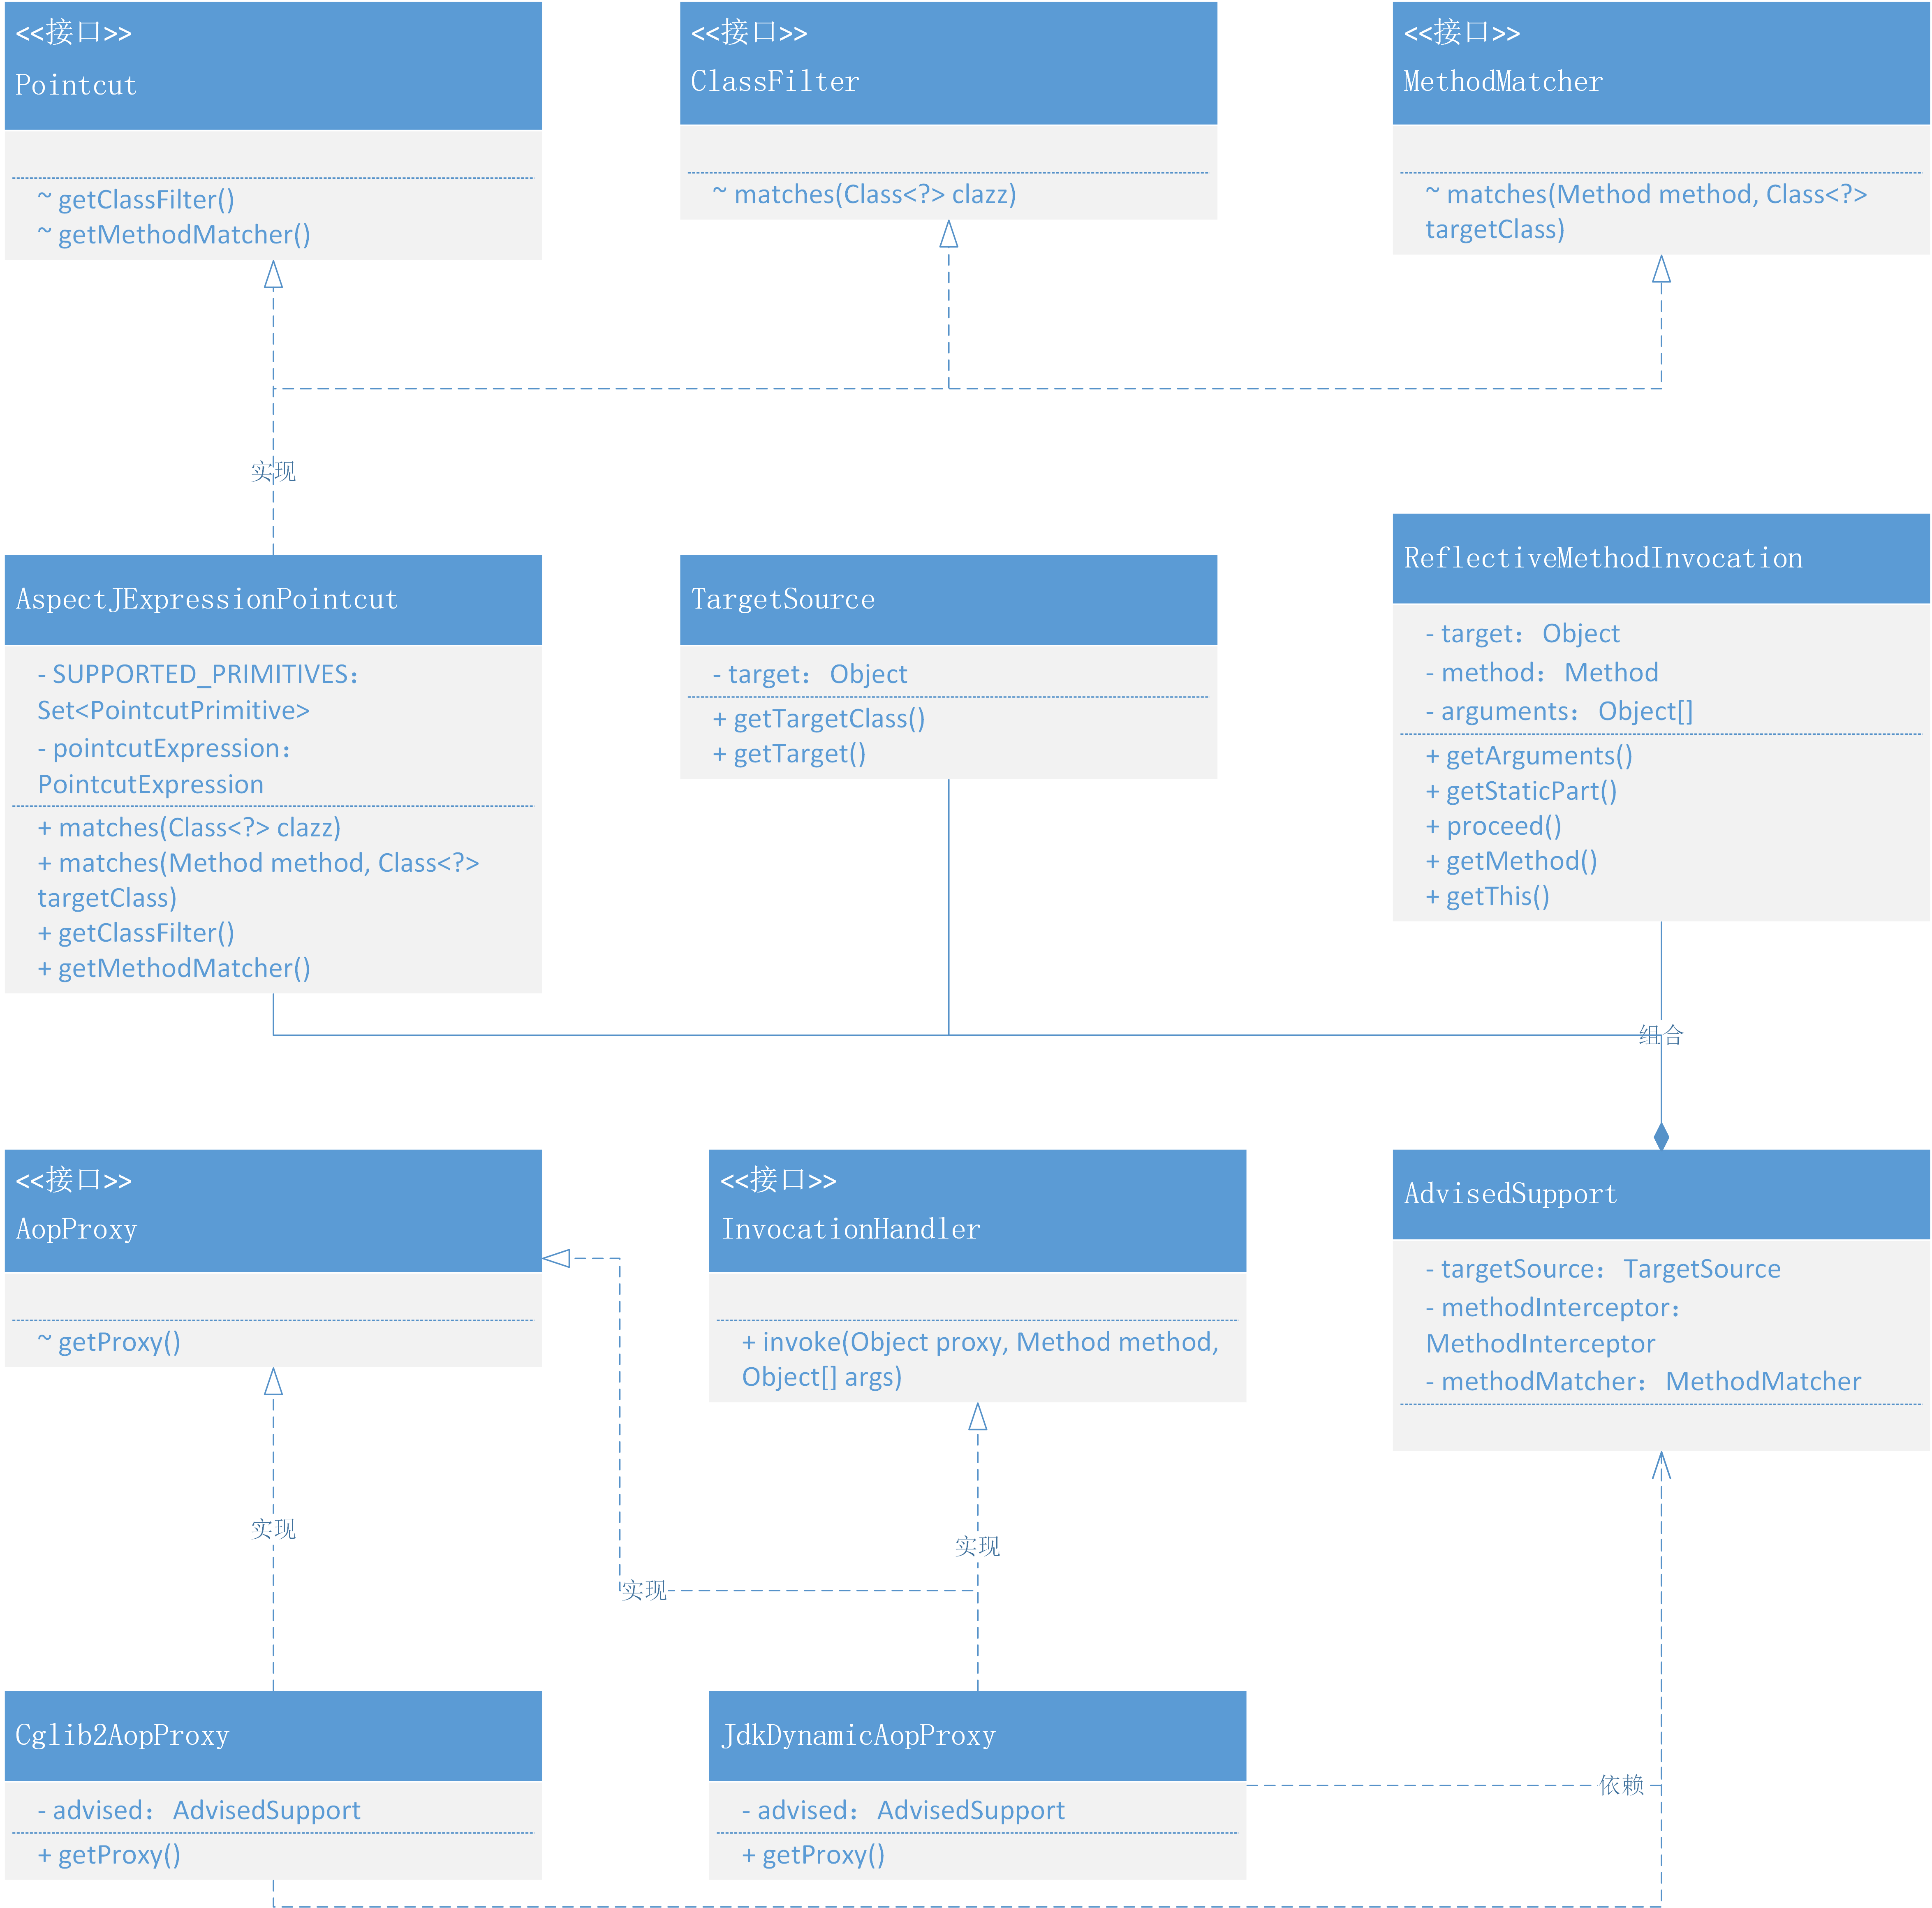 <<接口>>
Pointcut
~ getClassFilter()
~ getMethodMatcher()
<<接口>>
ClassFilter
~ matches(Class<?> clazz)
<<接口>>
MethodMatcher
~ matches(Method method, Class<?>
targetClass)
实现
AspectJExpressionPointcut
- SUPPORTED_PRIMITIVES：
Set<PointcutPrimitive>
- pointcutExpression：
PointcutExpression
+ matches(Class<?> clazz)
+ matches(Method method, Class<?>
targetClass)
+ getClassFilter()
+ getMethodMatcher()
TargetSource
- target： Object
+ getTargetClass()
+ getTarget()
ReflectiveMethodInvocation
- target： Object
- method： Method
- arguments： Object[]
+ getArguments()
+ getStaticPart()
+ proceed()
+ getMethod()
+ getThis()
组合
<<接口>>
AopProxy
~ getProxy()
<<接口>>
InvocationHandler
+ invoke(Object proxy, Method method,
Object[] args)
AdvisedSupport
- targetSource： TargetSource
- methodInterceptor：
MethodInterceptor
- methodMatcher： MethodMatcher
实现
实现
实现
Cglib2AopProxy
- advised： AdvisedSupport
+ getProxy()
JdkDynamicAopProxy
- advised： AdvisedSupport
+ getProxy()
依赖